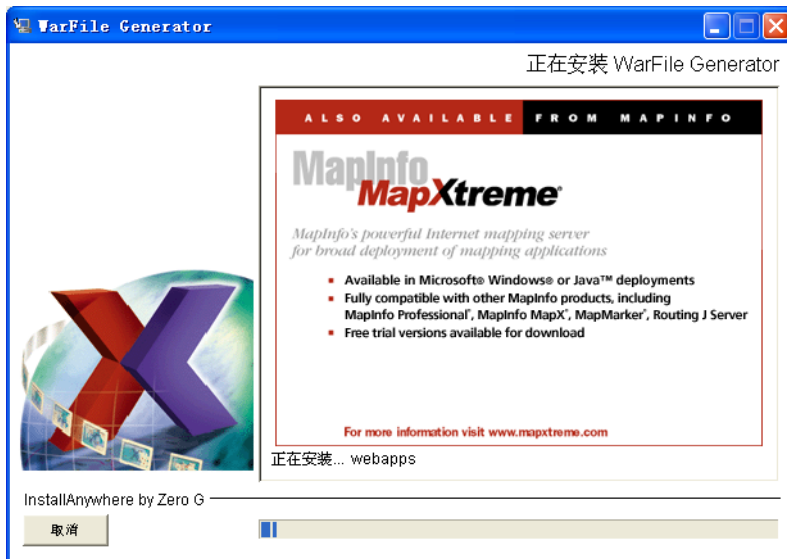 WarFile Generator
正在安装 WarFile Generator
ALSO AVAILABLE FROM MAPINFO
MapInfo
MapXtreme®
MapInfo's powerful Internet mapping server
for broad deployment of mapping applications
Available in Microsoft® Windows® or Java™ deployments
Fully compatible with other MapInfo products, including
MapInfo Professional®, MapInfo MapX®, MapMarker®, Routing J Server
Free trial versions available for download
For more information visit www.mapxtreme.com
正在安装... webapps
InstallAnywhere by Zero G
取消